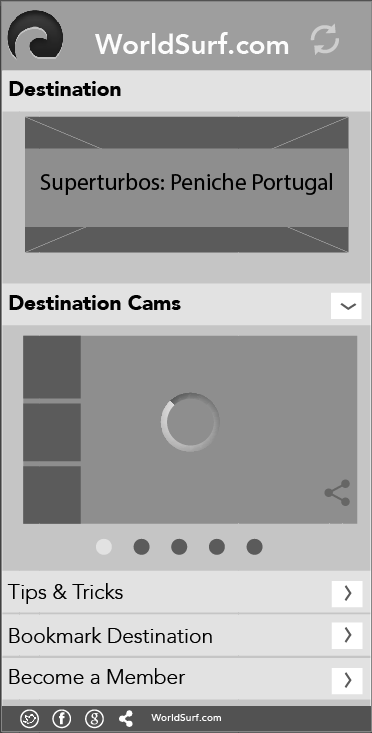 WorldSurf.com
Destination
Superturbos: Peniche Portugal
Destination Cams
Tips & Tricks
Bookmark Destination
Become a Member
WorldSurf.com